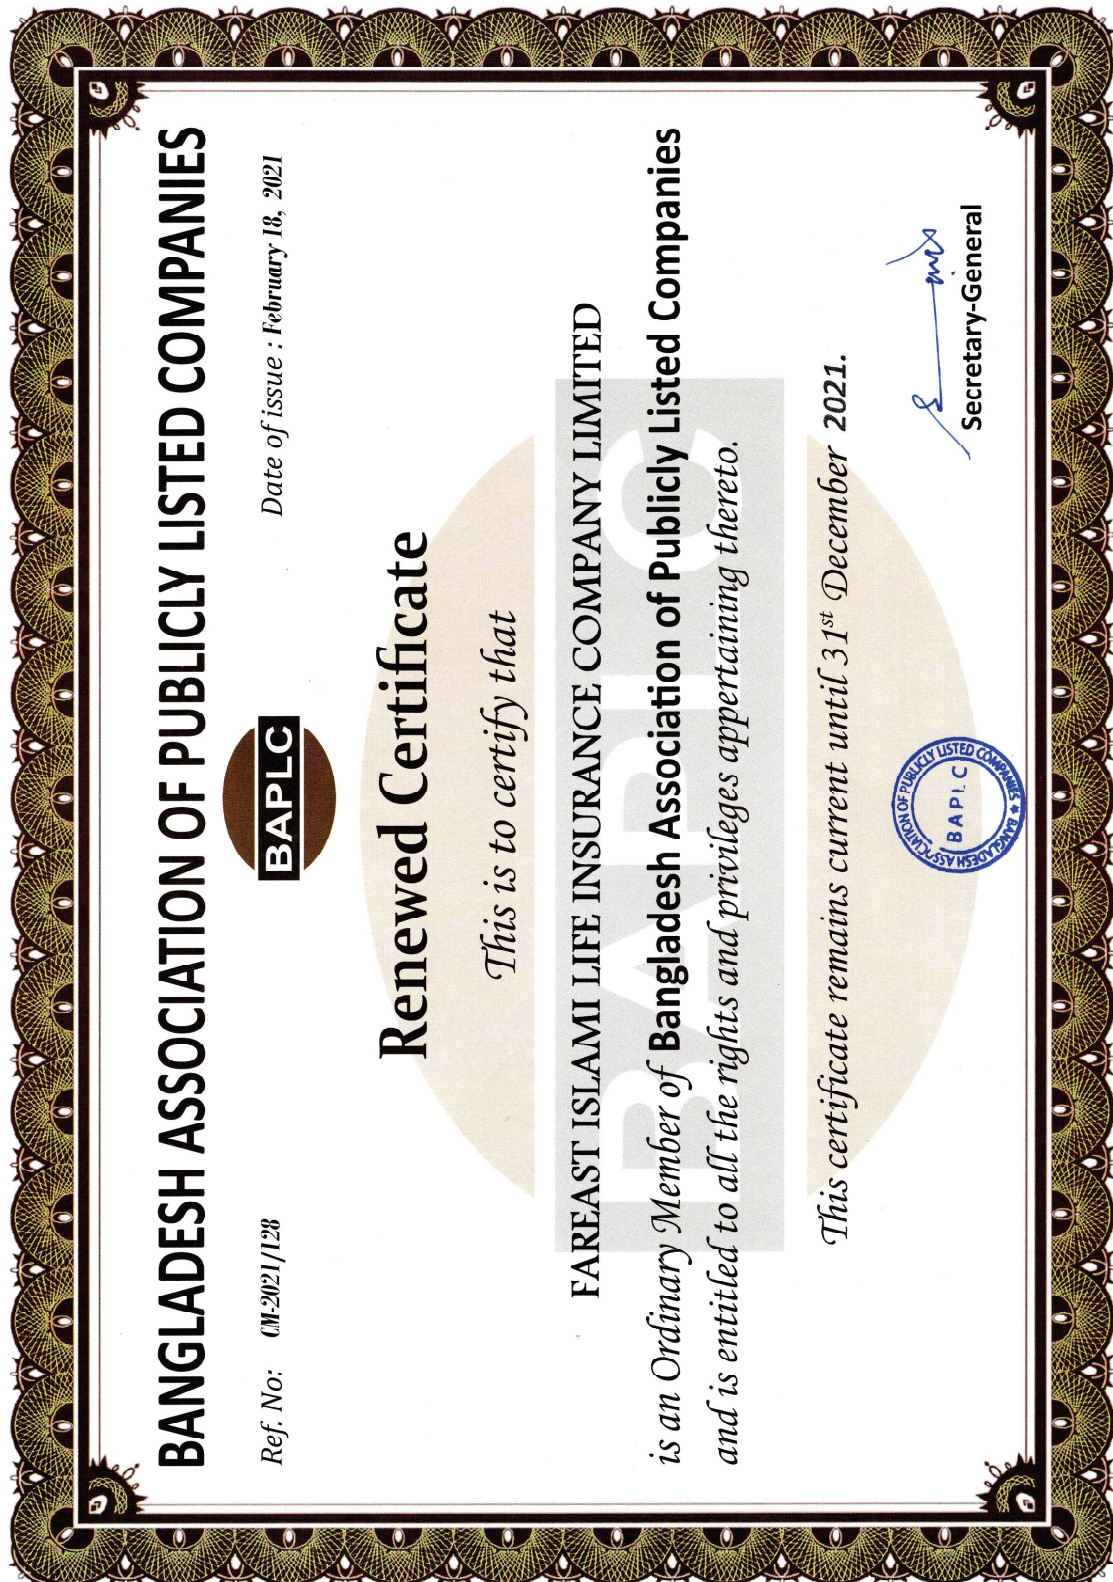 BANGLADESH ASSOCIATION OF PUBLICLY LISTED COMPANIES
Ref. No: CM-2021/128
Date of issue : February 18, 2021
BAPLC
Renewed Certificate
This is to certify that
FAREAST ISLAMI LIFE INSURANCE COMPANY LIMITED
is an Ordinary Member of Bangladesh Association of Publicly Listed Companies
and is entitled to all the rights and privileges appertaining thereto.
BAPLC
This certificate remains current until 31st December 2021.
BANGLADESH ASSOCIATION OF PUBLICLY LISTED COMPANIES ★
BAPLC
Secretary-General